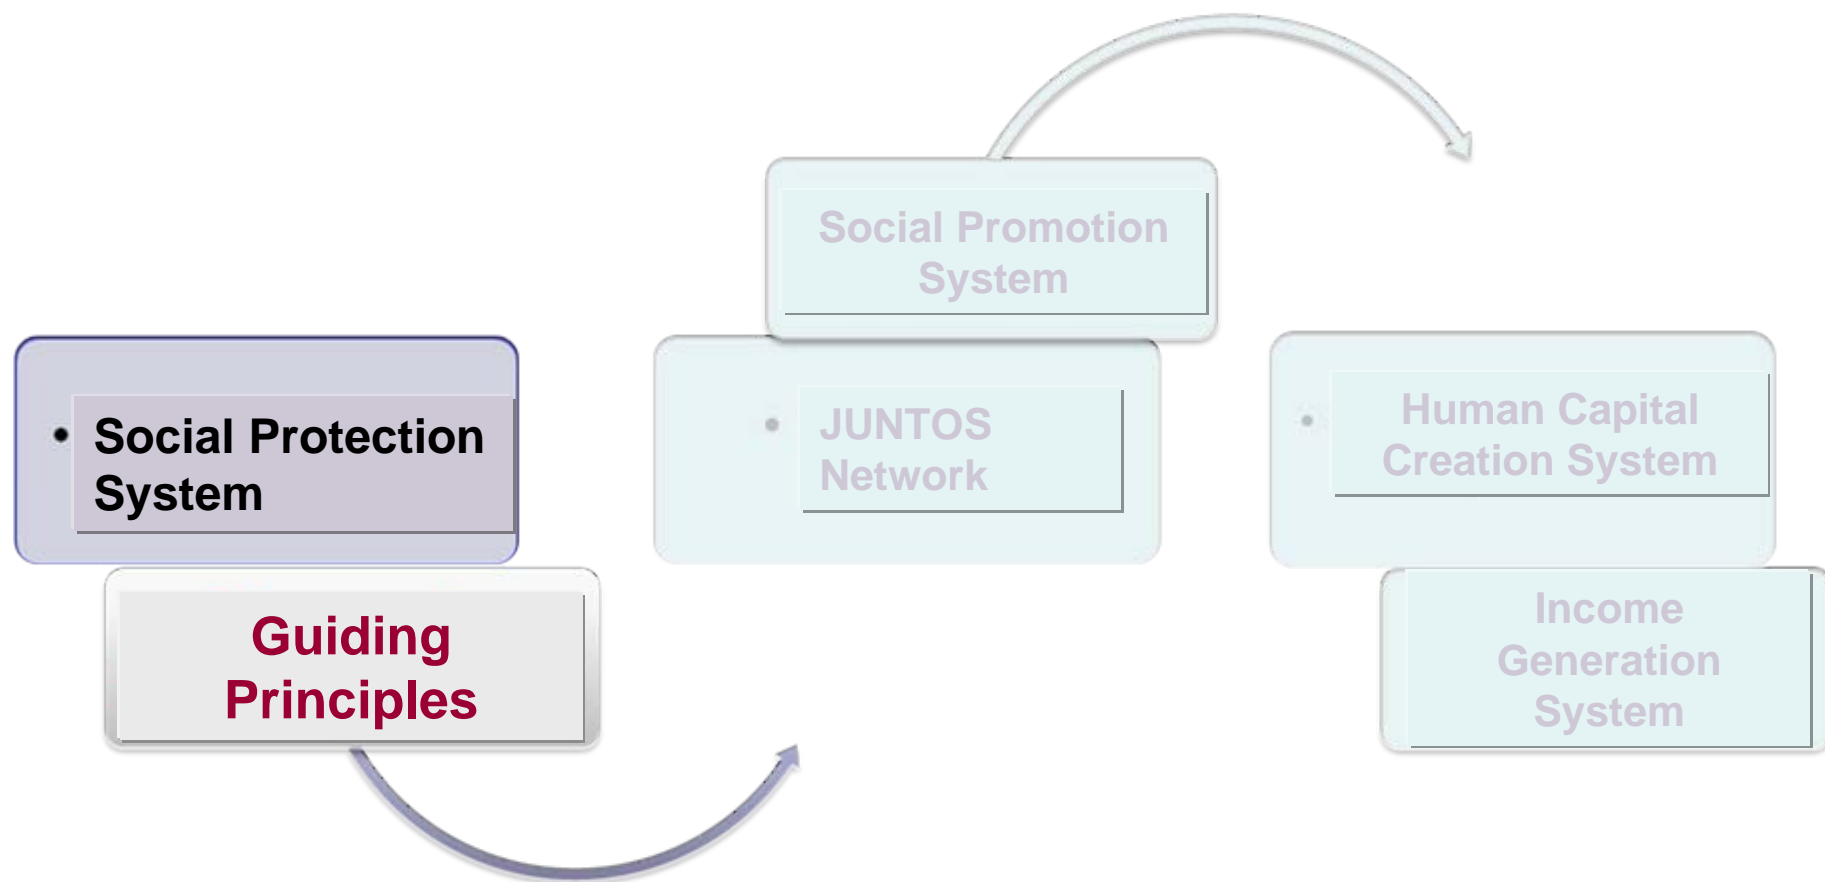 • Social Protection
System
Guiding
Principles
Social Promotion
System
• JUNTOS
Network
• Human Capital
Creation System
Income
Generation
System